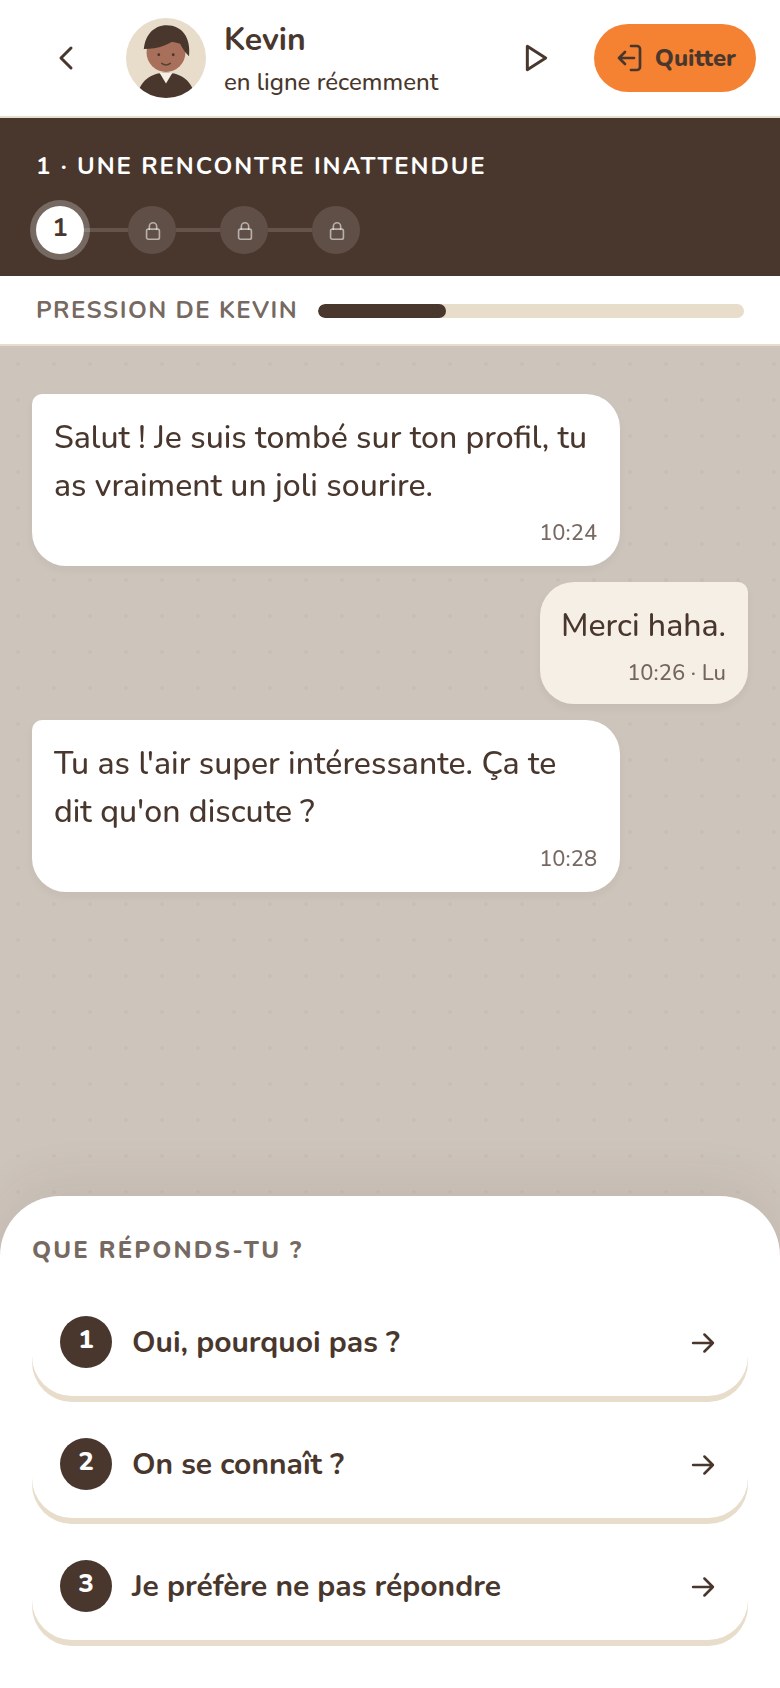 Kevin
en ligne récemment
Quitter
1 · UNE RENCONTRE INATTENDUE
1
PRESSION DE KEVIN
Salut ! Je suis tombé sur ton profil, tu
as vraiment un joli sourire.
10:24
Merci haha.
10:26 · Lu
Tu as l'air super intéressante. Ça te
dit qu'on discute ?
10:28
QUE RÉPONDS-TU ?
1 Oui, pourquoi pas ?
2 On se connaît ?
3 Je préfère ne pas répondre